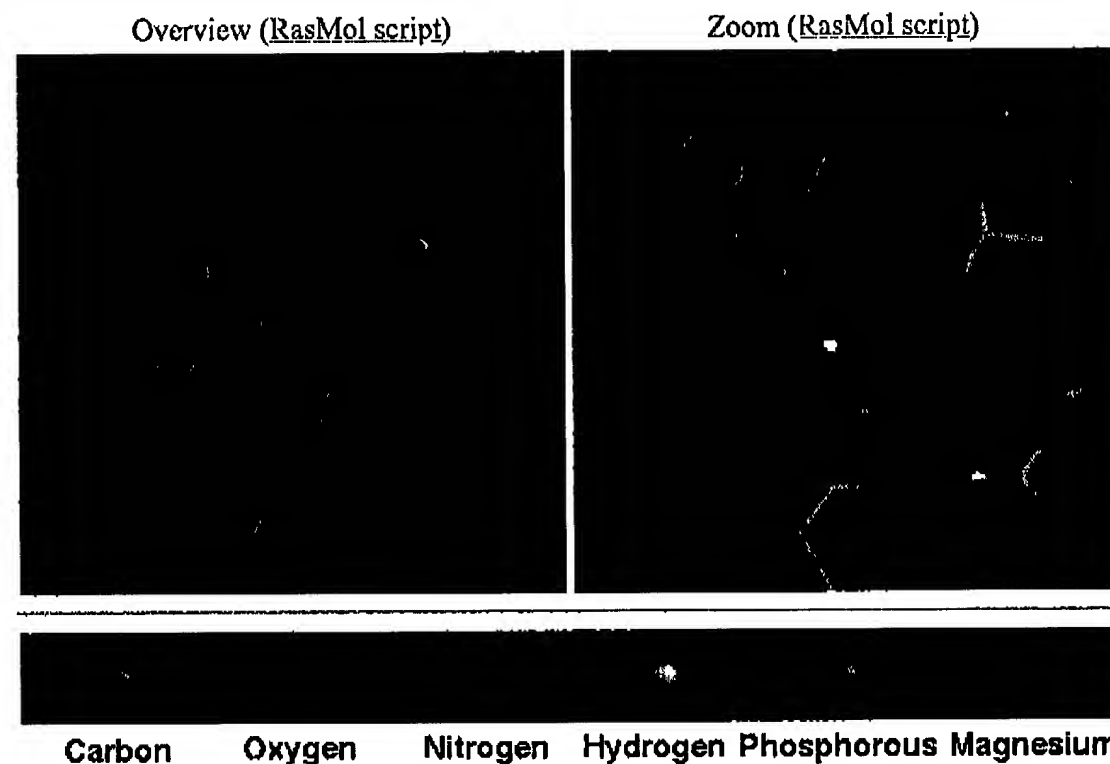 Overview (RasMol script)
Zoom (RasMol script)
Carbon Oxygen Nitrogen Hydrogen Phosphorous Magnesium